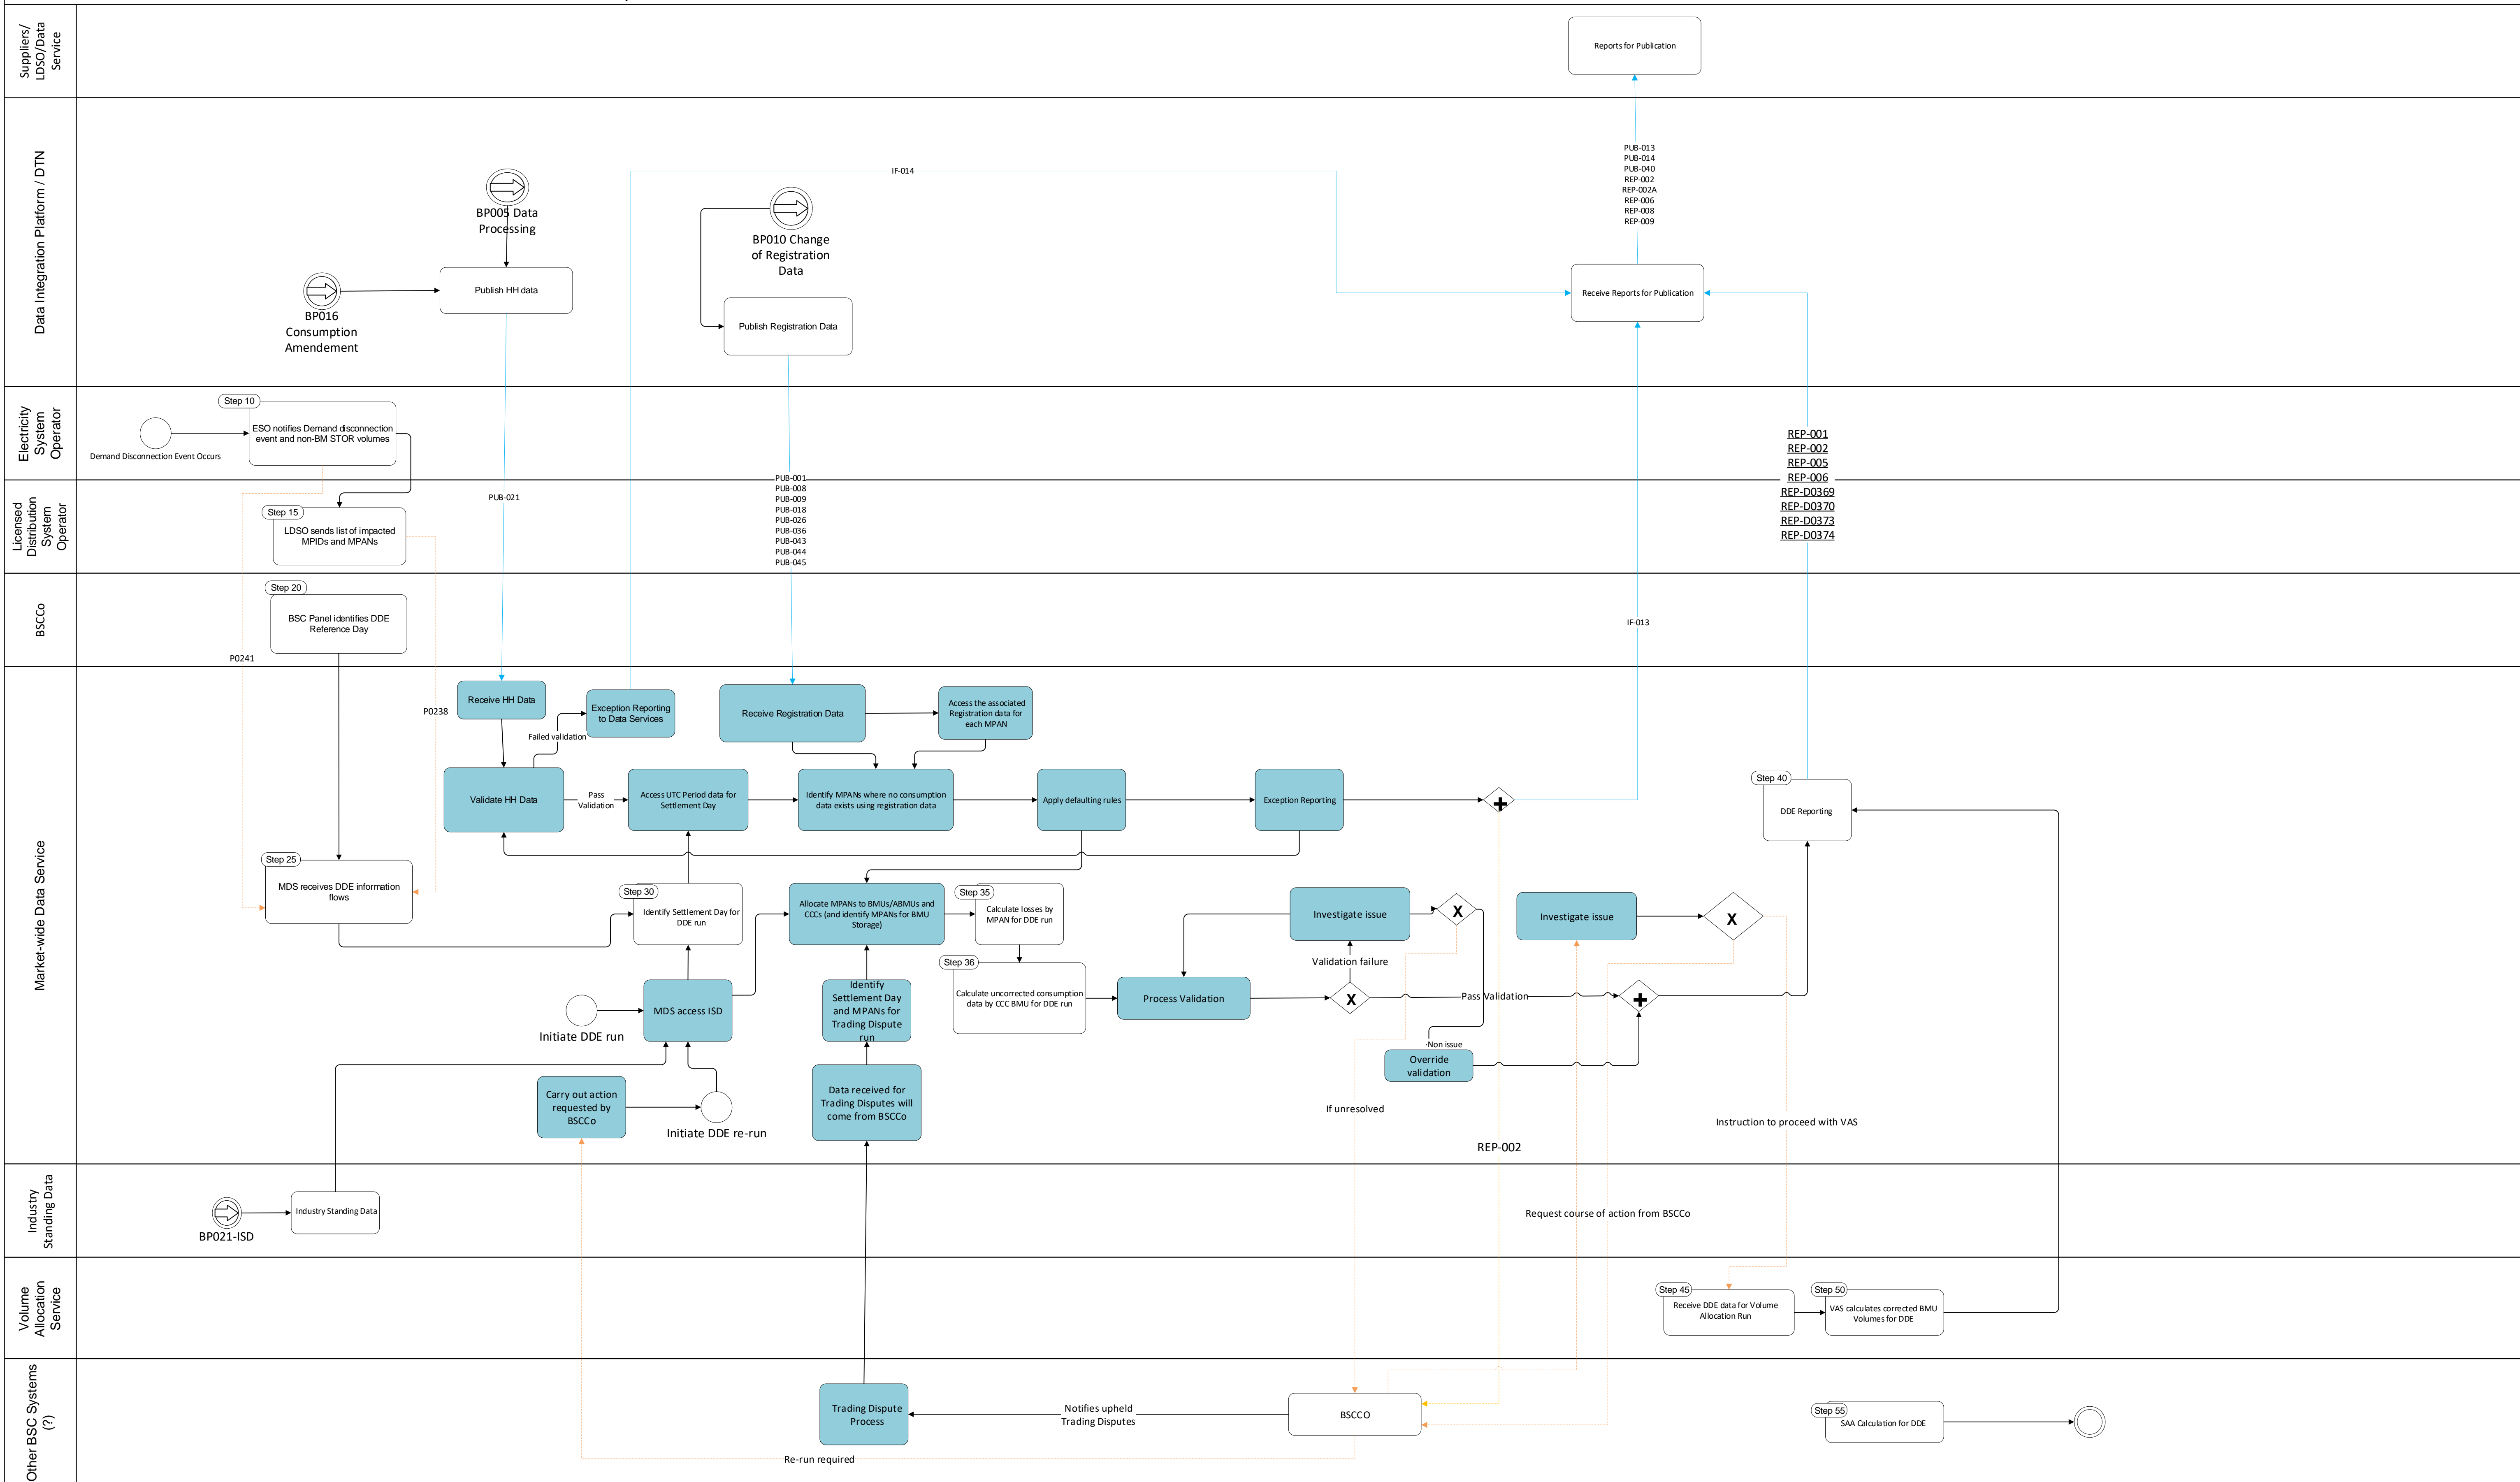 Suppliers/
LDSO/Data
Service
Reports for Publication
Data Integration Platform / DTN
BP005 Data
Processing
BP016
Consumption
Amendement
Publish HH data
IF-014
BP010 Change
of Registration
Data
Publish Registration Data
PUB-013
PUB-014
PUB-040
REP-002
REP-002A
REP-006
REP-008
REP-009
Receive Reports for Publication
Electricity
System
Operator
Demand Disconnection Event Occurs
Step 10
ESO notifies Demand disconnection
event and non-BM STOR volumes
PUB-021
PUB-001
PUB-008
PUB-009
PUB-018
PUB-026
PUB-036
PUB-043
PUB-044
PUB-045
REP-001
REP-002
REP-005
REP-006
REP-D0369
REP-D0370
REP-D0373
REP-D0374
Licensed
Distribution
System
Operator
Step 15
LDSO sends list of impacted
MPIDs and MPANs
BSCCo
Step 20
BSC Panel identifies DDE
Reference Day
P0241
IF-013
Market-wide Data Service
P0238
Receive HH Data
Exception Reporting
to Data Services
Failed validation
Receive Registration Data
Access the associated
Registration data for
each MPAN
Validate HH Data
Pass
Validation
Access UTC Period data for
Settlement Day
Identify MPANs where no consumption
data exists using registration data
Apply defaulting rules
Exception Reporting
Step 40
DDE Reporting
Step 25
MDS receives DDE information
flows
Step 30
Identify Settlement Day for
DDE run
Allocate MPANs to BMUs/ABMUs and
CCCs (and identify MPANs for BMU
Storage)
Step 35
Calculate losses by
MPAN for DDE run
Step 36
Calculate uncorrected consumption
data by CCC BMU for DDE run
Investigate issue
X
Validation failure
Process Validation
X
Pass Validation
Investigate issue
X
Non issue
Override
validation
Initiate DDE run
MDS access ISD
Identify
Settlement Day
and MPANs for
Trading Dispute
run
Carry out action
requested by
BSCCo
Initiate DDE re-run
Data received for
Trading Disputes will
come from BSCCo
If unresolved
Instruction to proceed with VAS
REP-002
Industry
Standing Data
BP021-ISD
Industry Standing Data
Request course of action from BSCCo
Volume
Allocation
Service
Step 45
Receive DDE data for Volume
Allocation Run
Step 50
VAS calculates corrected BMU
Volumes for DDE
Other BSC Systems
(?)
Trading Dispute
Process
Notifies upheld
Trading Disputes
BSCCO
Re-run required
Step 55
SAA Calculation for DDE